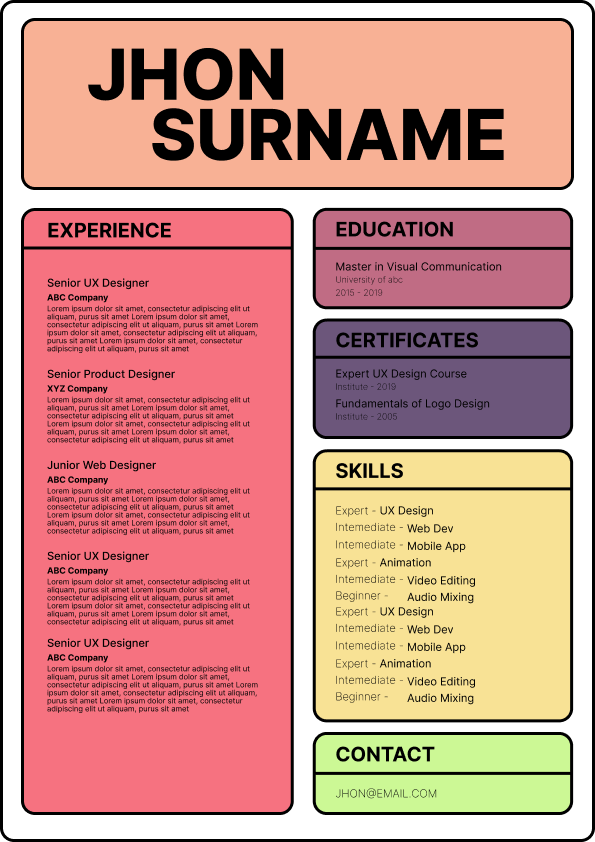 JHON
SURNAME
EXPERIENCE
Senior UX Designer
ABC Company
Lorem ipsum dolor sit amet, consectetur adipiscing elit ut
aliquam, purus sit amet Lorem ipsum dolor sit amet,
consectetur adipiscing elit ut aliquam, purus sit amet Lorem
ipsum dolor sit amet, consectetur adipiscing elit ut aliquam,
purus sit amet Lorem ipsum dolor sit amet, consectetur
adipiscing elit ut aliquam, purus sit amet
Senior Product Designer
XYZ Company
Lorem ipsum dolor sit amet, consectetur adipiscing elit ut
aliquam, purus sit amet Lorem ipsum dolor sit amet,
consectetur adipiscing elit ut aliquam, purus sit amet
Lorem ipsum dolor sit amet, consectetur adipiscing elit ut
aliquam, purus sit amet Lorem ipsum dolor sit amet,
consectetur adipiscing elit ut aliquam, purus sit amet
Junior Web Designer
ABC Company
Lorem ipsum dolor sit amet, consectetur adipiscing elit ut
aliquam, purus sit amet Lorem ipsum dolor sit amet,
consectetur adipiscing elit ut aliquam, purus sit amet
Lorem ipsum dolor sit amet, consectetur adipiscing elit ut
aliquam, purus sit amet Lorem ipsum dolor sit amet,
consectetur adipiscing elit ut aliquam, purus sit amet
Senior UX Designer
ABC Company
Lorem ipsum dolor sit amet, consectetur adipiscing elit ut
aliquam, purus sit amet Lorem ipsum dolor sit amet,
consectetur adipiscing elit ut aliquam, purus sit amet
Lorem ipsum dolor sit amet, consectetur adipiscing elit ut
aliquam, purus sit amet Lorem ipsum dolor sit amet,
consectetur adipiscing elit ut aliquam, purus sit amet
Senior UX Designer
ABC Company
Lorem ipsum dolor sit amet, consectetur adipiscing elit ut
aliquam, purus sit amet Lorem ipsum dolor sit amet,
consectetur adipiscing elit ut aliquam, purus sit amet Lorem
ipsum dolor sit amet, consectetur adipiscing elit ut aliquam,
purus sit amet Lorem ipsum dolor sit amet, consectetur
adipiscing elit ut aliquam, purus sit amet
EDUCATION
Master in Visual Communication
University of abc
2015 - 2019
CERTIFICATES
Expert UX Design Course
Institute - 2019
Fundamentals of Logo Design
Institute - 2005
SKILLS
Expert - UX Design
Intemediate - Web Dev
Intemediate - Mobile App
Expert - Animation
Intemediate - Video Editing
Beginner - Audio Mixing
Expert - UX Design
Intemediate - Web Dev
Intemediate - Mobile App
Expert - Animation
Intemediate - Video Editing
Beginner - Audio Mixing
CONTACT
JHON@EMAIL.COM